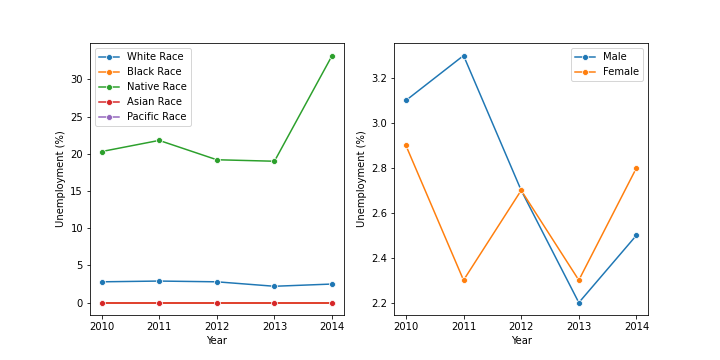 White Race
Black Race
Native Race
Asian Race
Pacific Race
Unemployment (%)
30
25
20
15
10
5
0
2010 2011 2012 2013 2014
Year
Male
Female
Unemployment (%)
3.2
3.0
2.8
2.6
2.4
2.2
2010 2011 2012 2013 2014
Year